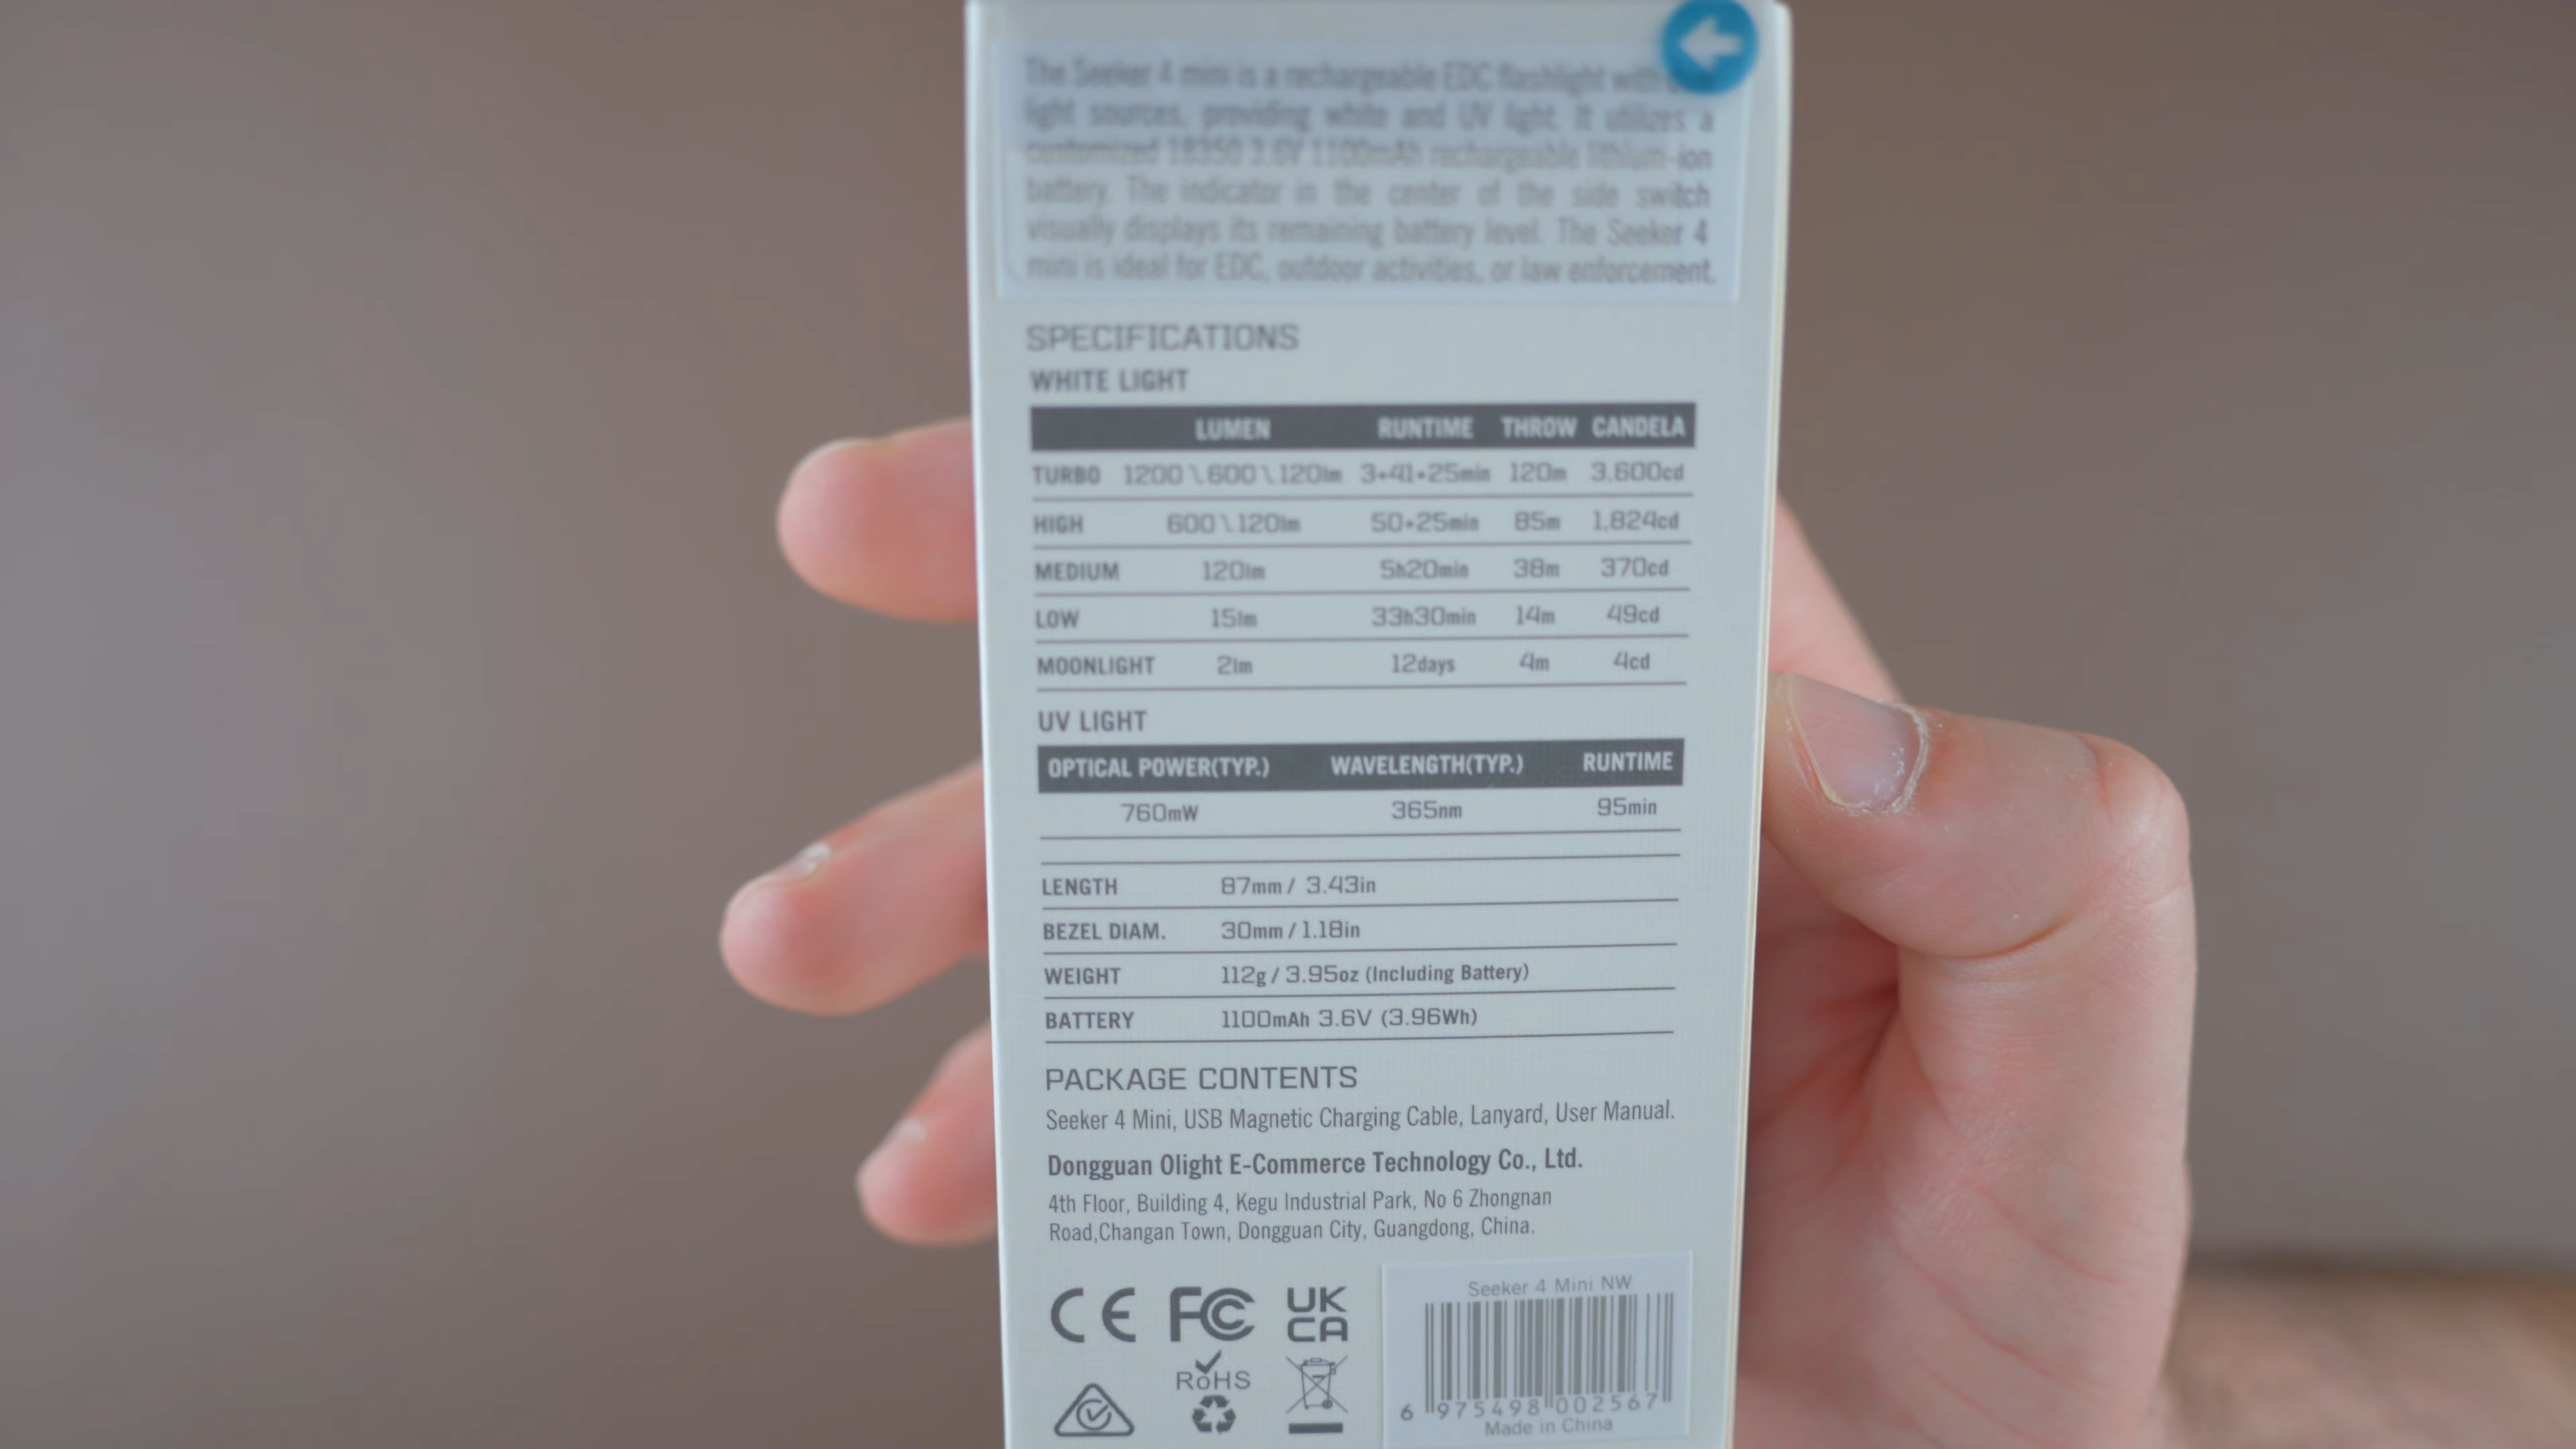 The Seeker 4 mini is a rechargeable EDC flashlight with
light sources, providing white and UV light. It utilizes a
customized 18350 3.6V 1100mAh rechargeable lithium-ion
battery. The indicator in the center of the side switch
visually displays its remaining battery level. The Seeker 4
mini is ideal for EDC, outdoor activities, or law enforcement.
SPECIFICATIONS
WHITE LIGHT
LUMEN RUNTIME THROW CANDELA
TURBO 1200\600\120lm 3+41+25min 120m 3,600cd
HIGH 600\120lm 50+25min 85m 1,824cd
MEDIUM 120lm 5h20min 38m 370cd
LOW 15lm 33h30min 14m 49cd
MOONLIGHT 2lm 12days 4m 4cd
UV LIGHT
OPTICAL POWER(TYP.) WAVELENGTH(TYP.) RUNTIME
760mW 365nm 95min
LENGTH 87mm / 3.43in
BEZEL DIAM. 30mm / 1.18in
WEIGHT 112g / 3.95oz (Including Battery)
BATTERY 1100mAh 3.6V (3.96Wh)
PACKAGE CONTENTS
Seeker 4 Mini, USB Magnetic Charging Cable, Lanyard, User Manual.
Dongguan Olight E-Commerce Technology Co., Ltd.
4th Floor, Building 4, Kegu Industrial Park, No 6 Zhongnan
Road,Changan Town, Dongguan City, Guangdong, China.
CE FC UK CA
RoHS
Seeker 4 Mini NW
6 975498 002567
Made in China